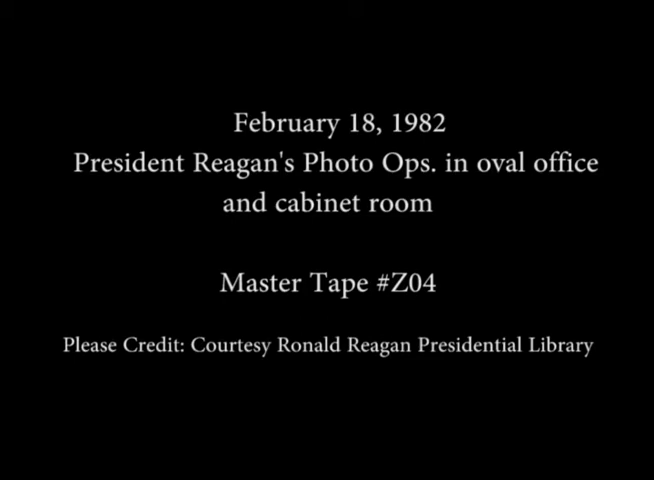 February 18, 1982
President Reagan's Photo Ops. in oval office
and cabinet room
Master Tape #Z04
Please Credit: Courtesy Ronald Reagan Presidential Library